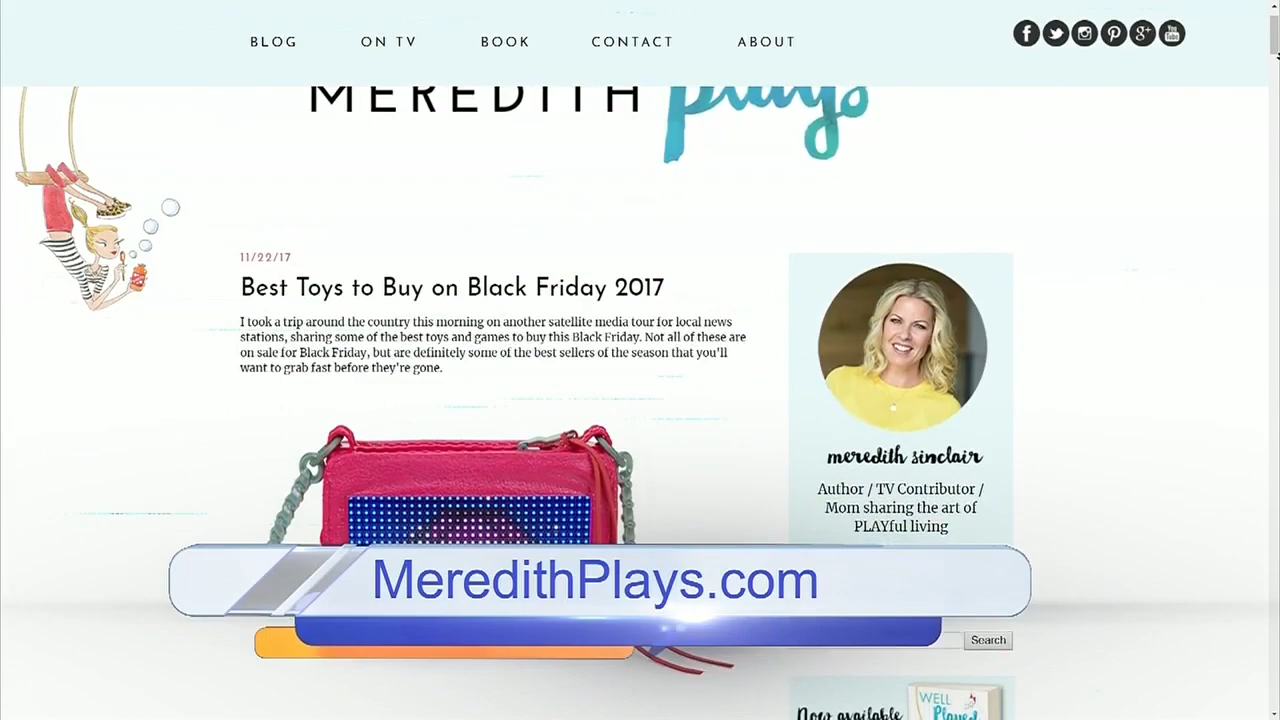 BLOG ON TV BOOK CONTACT ABOUT
MEREDITH plays
11/22/17
Best Toys to Buy on Black Friday 2017
I took a trip around the country this morning on another satellite media tour for local news
stations, sharing some of the best toys and games to buy this Black Friday. Not all of these are
on sale for Black Friday, but are definitely some of the best sellers of the season that you'll
want to grab fast before they're gone.
meredith sinclair
Author / TV Contributor /
Mom sharing the art of
PLAYful living
MeredithPlays.com
Search
Now available
WELL
Played